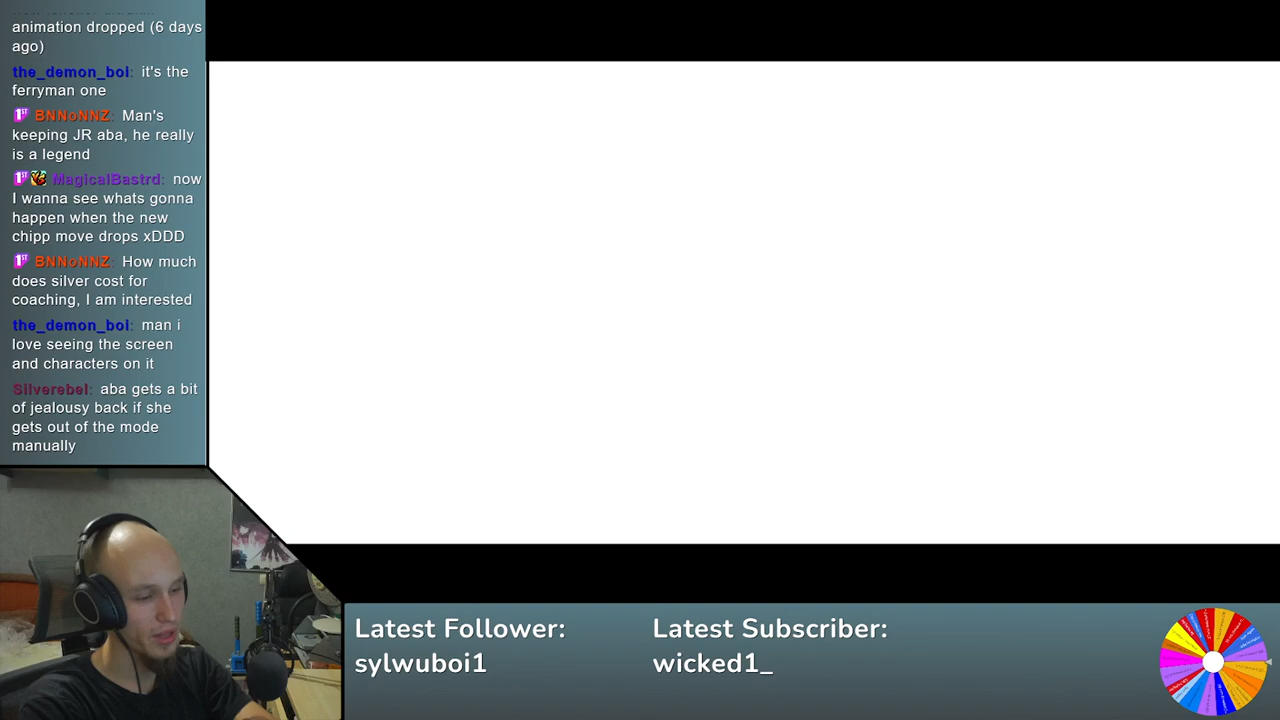 animation dropped (6 days
ago)
the_demon_boi: it's the
ferryman one
1ST BNNoNNZ: Man's
keeping JR aba, he really
is a legend
1ST MagicalBastrd: now
I wanna see whats gonna
happen when the new
chipp move drops xDDD
1ST BNNoNNZ: How much
does silver cost for
coaching, I am interested
the_demon_boi: man i
love seeing the screen
and characters on it
Silverebel: aba gets a bit
of jealousy back if she
gets out of the mode
manually
Latest Follower:
sylwuboi1
Latest Subscriber:
wicked1_